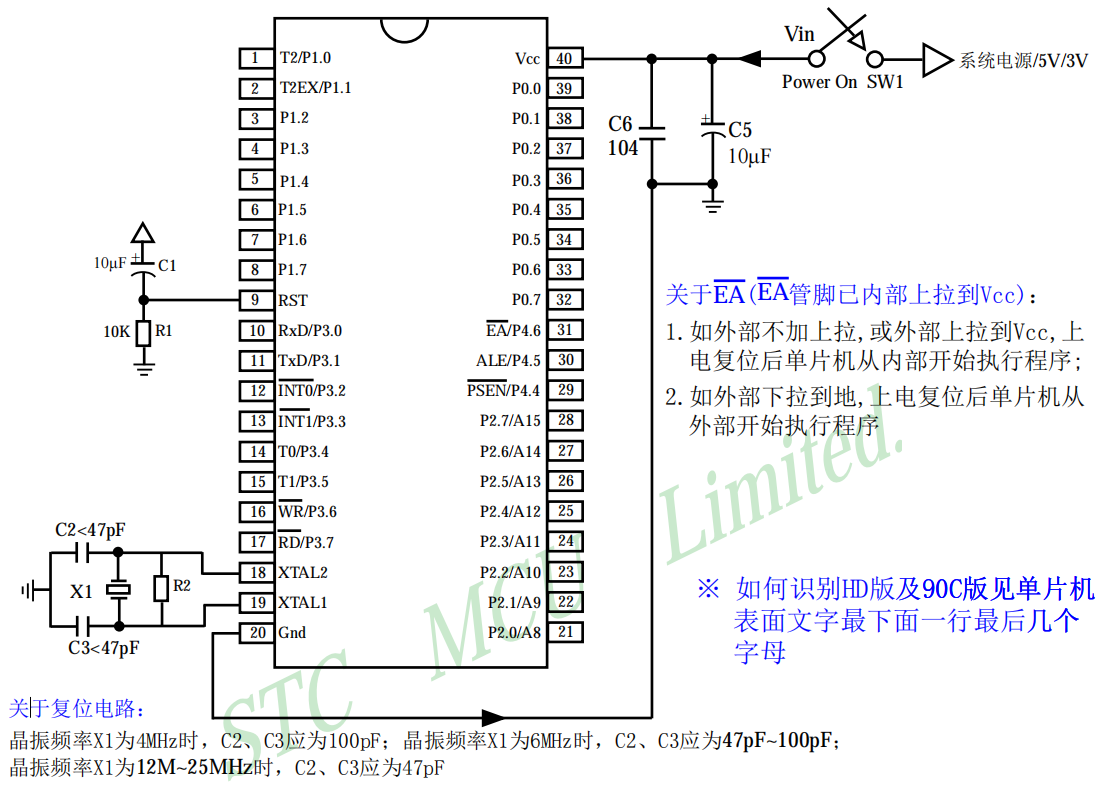 Vin
系统电源/5V/3V
Power On SW1
1 T2/P1.0
2 T2EX/P1.1
3 P1.2
4 P1.3
5 P1.4
6 P1.5
7 P1.6
8 P1.7
9 RST
10 RxD/P3.0
11 TxD/P3.1
12 INT0/P3.2
13 INT1/P3.3
14 T0/P3.4
15 T1/P3.5
16 WR/P3.6
17 RD/P3.7
18 XTAL2
19 XTAL1
20 Gnd
Vcc 40
P0.0 39
P0.1 38
P0.2 37
P0.3 36
P0.4 35
P0.5 34
P0.6 33
P0.7 32
EA/P4.6 31
ALE/P4.5 30
PSEN/P4.4 29
P2.7/A15 28
P2.6/A14 27
P2.5/A13 26
P2.4/A12 25
P2.3/A11 24
P2.2/A10 23
P2.1/A9 22
P2.0/A8 21
C6
104
+
C5
10μF
10μF
+
C1
10K
R1
C2<47pF
X1
R2
C3<47pF
关于EA(EA管脚已内部上拉到Vcc):
1.如外部不加上拉,或外部上拉到Vcc,上
电复位后单片机从内部开始执行程序;
2.如外部下拉到地,上电复位后单片机从
外部开始执行程序
※ 如何识别HD版及90C版见单片机
表面文字最下面一行最后几个
字母
STC MCU Limited.
关于复位电路:
晶振频率X1为4MHz时，C2、C3应为100pF；晶振频率X1为6MHz时，C2、C3应为47pF~100pF；
晶振频率X1为12M~25MHz时，C2、C3应为47pF